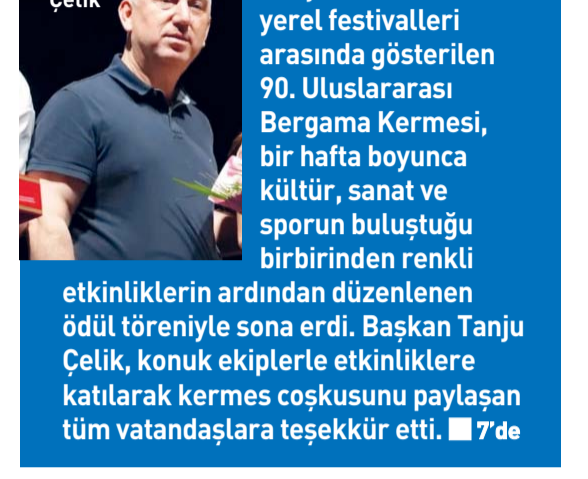 Çelik
yerel festivalleri
arasında gösterilen
90. Uluslararası
Bergama Kermesi,
bir hafta boyunca
kültür, sanat ve
sporun buluştuğu
birbirinden renkli
etkinliklerin ardından düzenlenen
ödül töreniyle sona erdi. Başkan Tanju
Çelik, konuk ekiplerle etkinliklere
katılarak kermes coşkusunu paylaşan
tüm vatandaşlara teşekkür etti. ■ 7'de